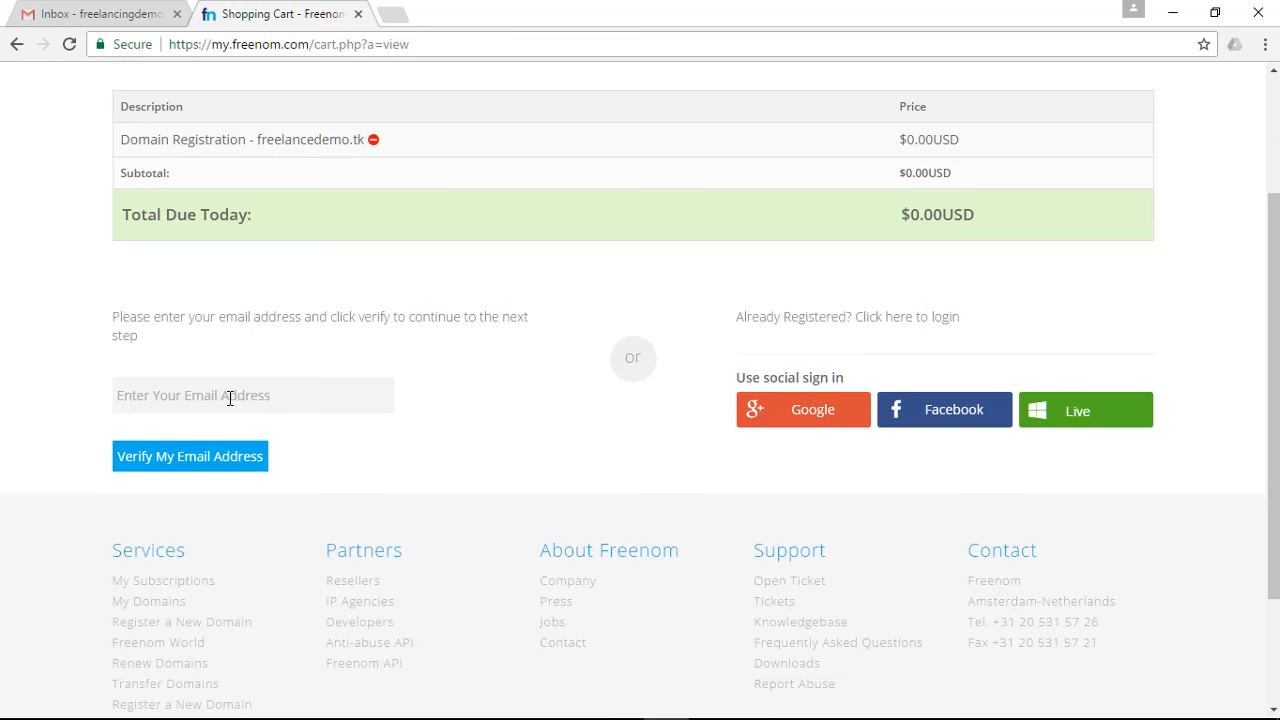 Inbox - freelancingdemo
Shopping Cart - Freenom
Secure
https://my.freenom.com/cart.php?a=view
Description Price
Domain Registration - freelancedemo.tk $0.00USD
Subtotal: $0.00USD
Total Due Today: $0.00USD
Please enter your email address and click verify to continue to the next
step
Enter Your Email Address
Verify My Email Address
or
Already Registered? Click here to login
Use social sign in
Google
Facebook
Live
Services
My Subscriptions
My Domains
Register a New Domain
Freenom World
Renew Domains
Transfer Domains
Register a New Domain
Partners
Resellers
IP Agencies
Developers
Anti-abuse API
Freenom API
About Freenom
Company
Press
Jobs
Contact
Support
Open Ticket
Tickets
Knowledgebase
Frequently Asked Questions
Downloads
Report Abuse
Contact
Freenom
Amsterdam-Netherlands
Tel. +31 20 531 57 26
Fax +31 20 531 57 21